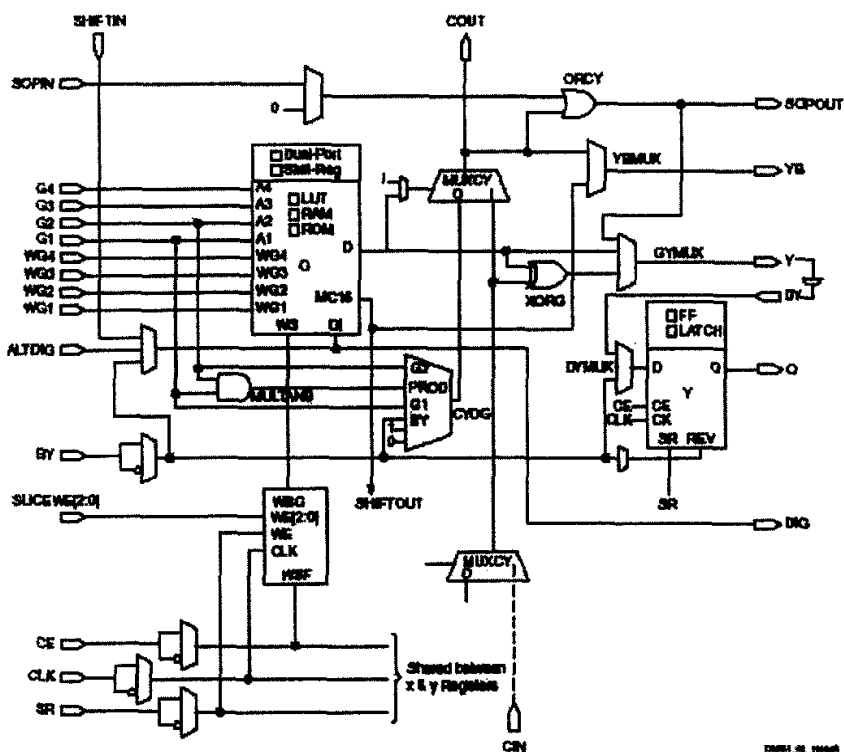 SHIFTIN
COUT
SOPIN
0
ORCY
SOPOUT
Dual-Port
Shift-Reg
YBMUX
YB
MUXCY
1
G4
G3
G2
G1
WG4
WG3
WG2
WG1
A4
A3
A2
A1
WG4
WG3
WG2
WG1
LUT
RAM
ROM
G
D
MC15
WS
DI
0
GYMUX
Y
DY
XORG
FF
LATCH
ALTDIG
MULTAND
G2
PROD
G1
BY
1
0
CYOG
DYMUX
D
Q
Y
Q
CE
CLK
CE
CK
SR
REV
BY
SHIFTOUT
SR
SLICEWE[2:0]
WSG
WE[2:0]
WE
CLK
WSF
DIG
MUXCY
CE
CLK
SR
Shared between
x & y Registers
CIN